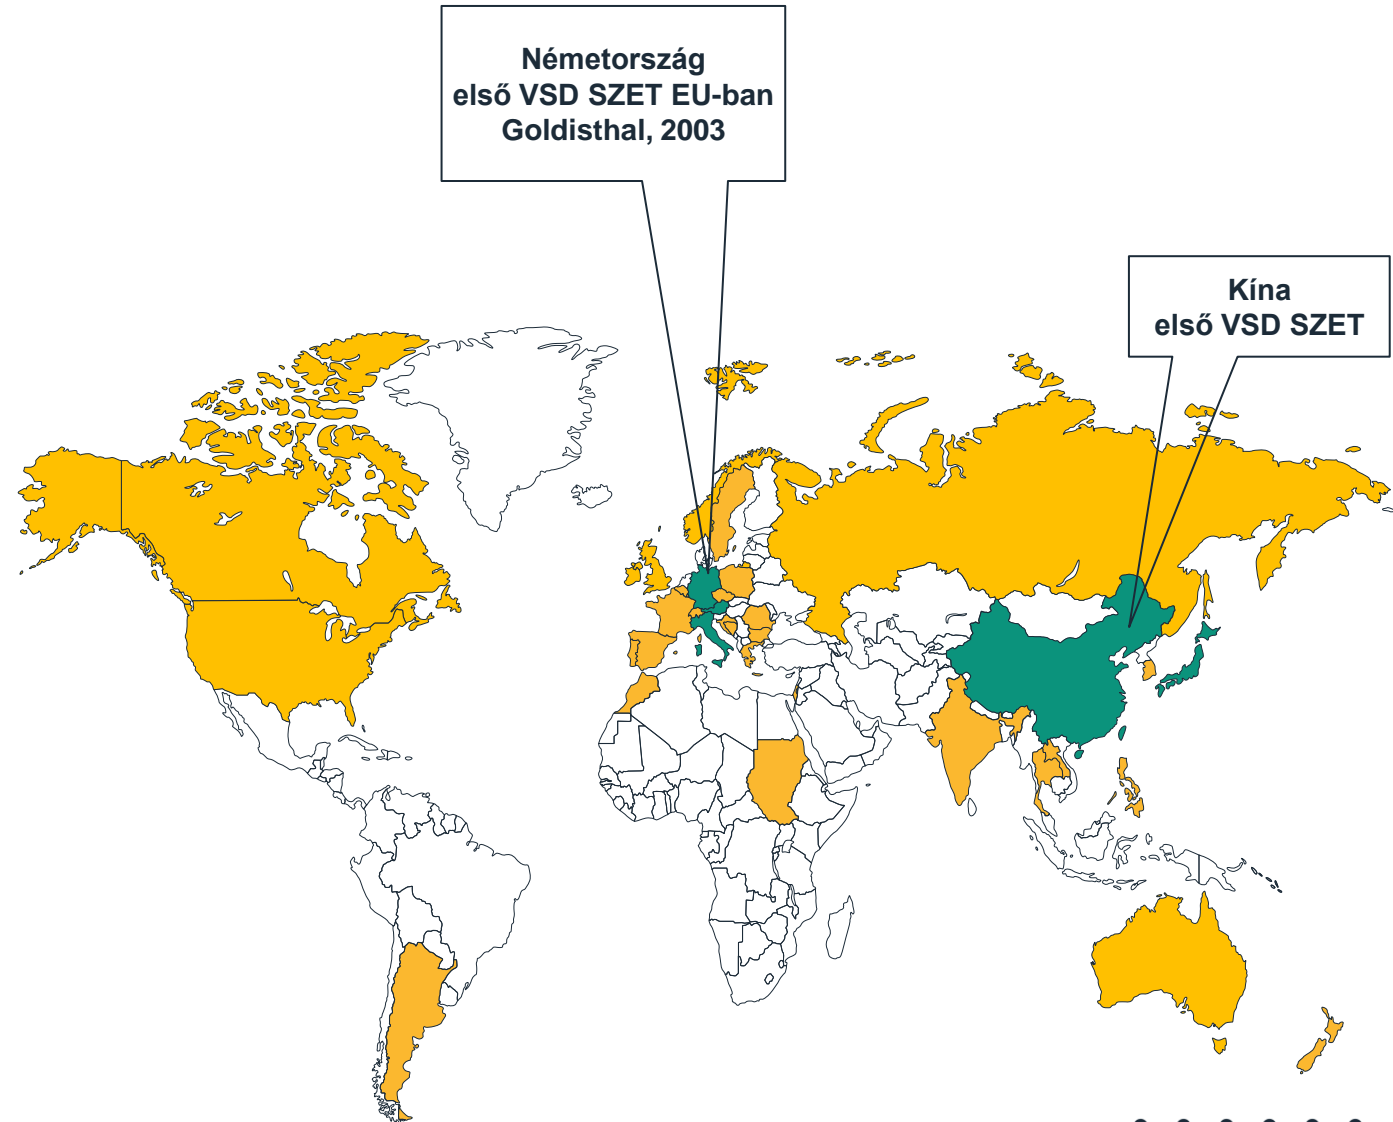 Németország
első VSD SZET EU-ban
Goldisthal, 2003
Kína
első VSD SZET